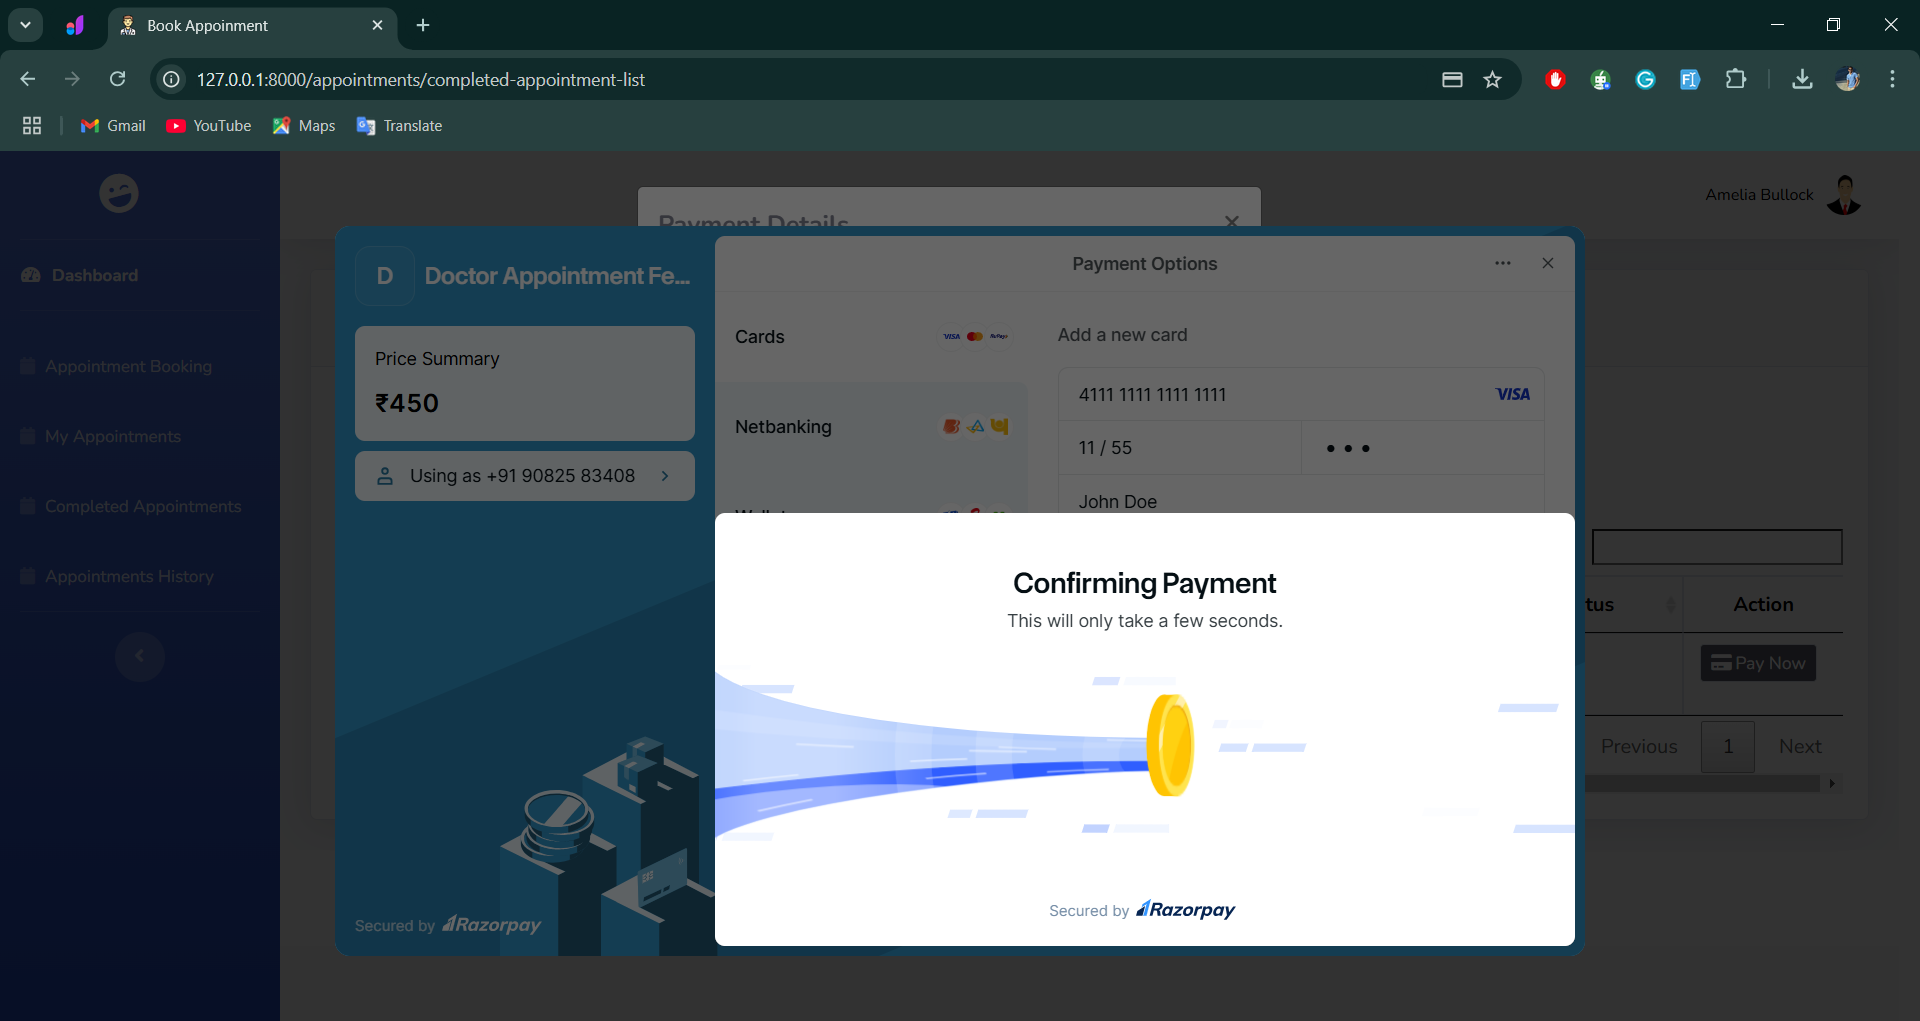 Book Appoinment
127.0.0.1:8000/appointments/completed-appointment-list
Gmail
YouTube
Maps
Translate
Amelia Bullock
Payment Details
Dashboard
Appointment Booking
My Appointments
Completed Appointments
Appointments History
D
Doctor Appointment Fe...
Price Summary
₹450
Using as +91 90825 83408
Secured by Razorpay
Payment Options
Cards
VISA
RuPay
Netbanking
Add a new card
4111 1111 1111 1111
VISA
11 / 55
John Doe
Confirming Payment
This will only take a few seconds.
Secured by Razorpay
tus
Action
Pay Now
Previous
1
Next